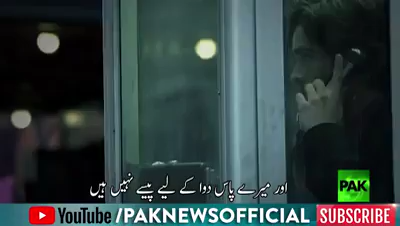 اور میرے پاس دوا کے لیے پیسے نہیں ہیں
PAK
YouTube /PAKNEWSOFFICIAL SUBSCRIBE